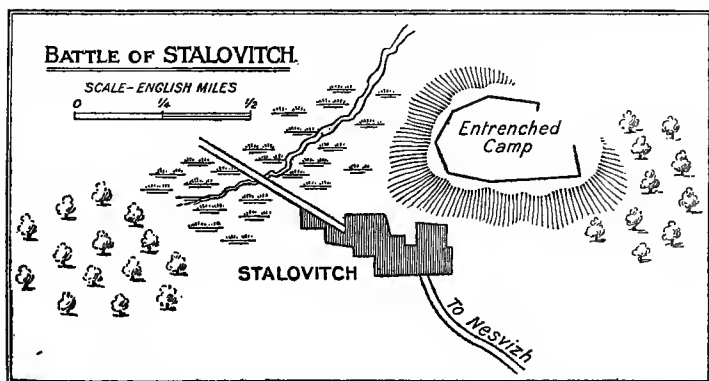 BATTLE OF STALOVITCH.
SCALE-ENGLISH MILES
0 1/4 1/2
Entrenched
Camp
STALOVITCH
To Nesvizh